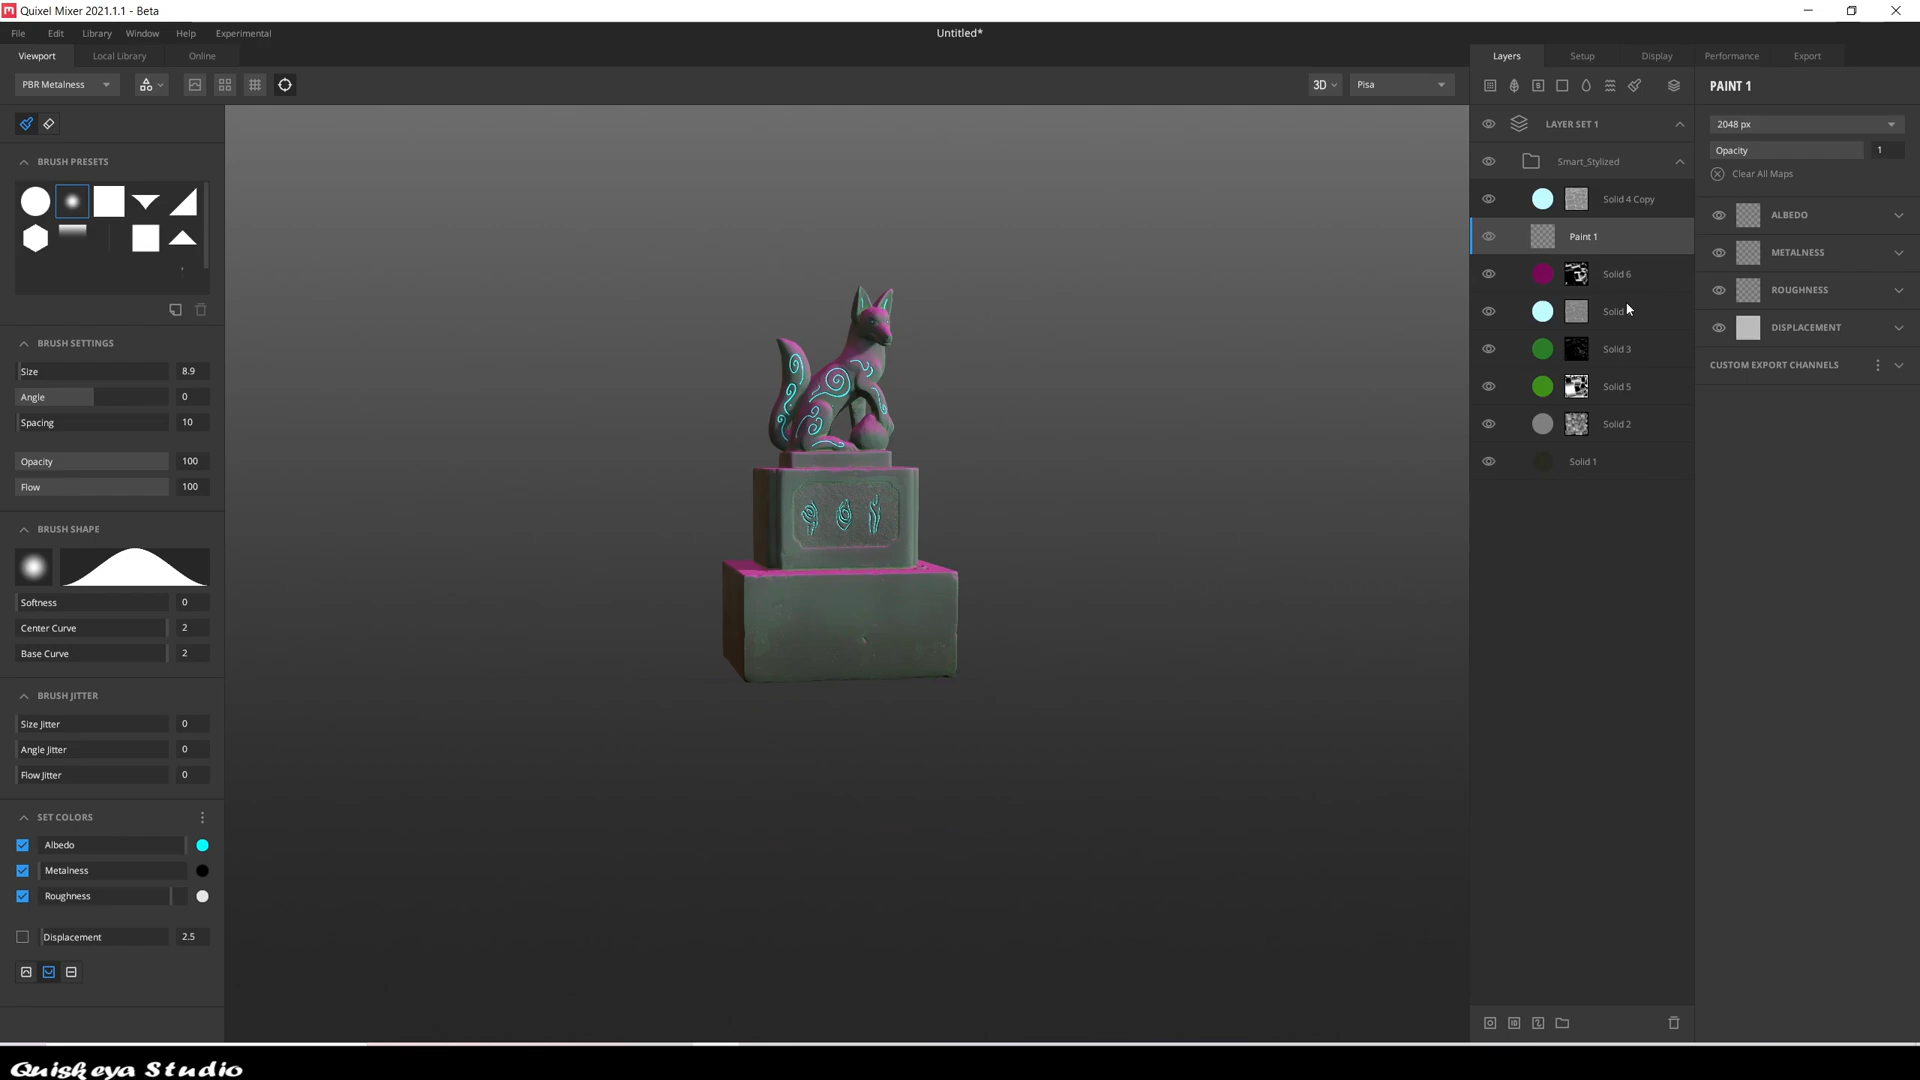 Quixel Mixer 2021.1.1 - Beta
File Edit Library Window Help Experimental
Untitled*
Viewport Local Library Online
Layers Setup Display Performance Export
PBR Metalness
3D Pisa
BRUSH PRESETS
BRUSH SETTINGS
Size 8.9
Angle 0
Spacing 10
Opacity 100
Flow 100
BRUSH SHAPE
Softness 0
Center Curve 2
Base Curve 2
BRUSH JITTER
Size Jitter 0
Angle Jitter 0
Flow Jitter 0
SET COLORS
Albedo
Metalness
Roughness
Displacement 2.5
LAYER SET 1
Smart_Stylized
Solid 4 Copy
Paint 1
Solid 6
Solid
Solid 3
Solid 5
Solid 2
Solid 1
PAINT 1
2048 px
Opacity 1
Clear All Maps
ALBEDO
METALNESS
ROUGHNESS
DISPLACEMENT
CUSTOM EXPORT CHANNELS
Quiskeya Studio